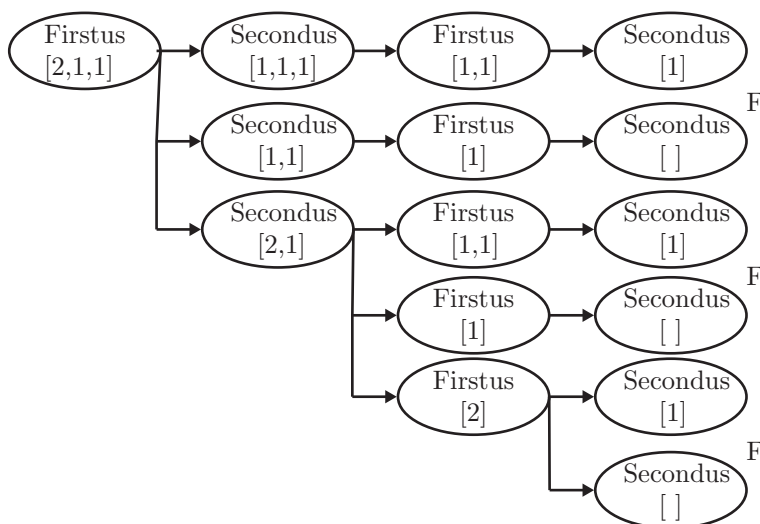 Firstus
[2,1,1]
Secondus
[1,1,1]
Firstus
[1,1]
Secondus
[1]
F
Secondus
[1,1]
Firstus
[1]
Secondus
[ ]
Secondus
[2,1]
Firstus
[1,1]
Secondus
[1]
F
Firstus
[1]
Secondus
[ ]
Firstus
[2]
Secondus
[1]
F
Secondus
[ ]